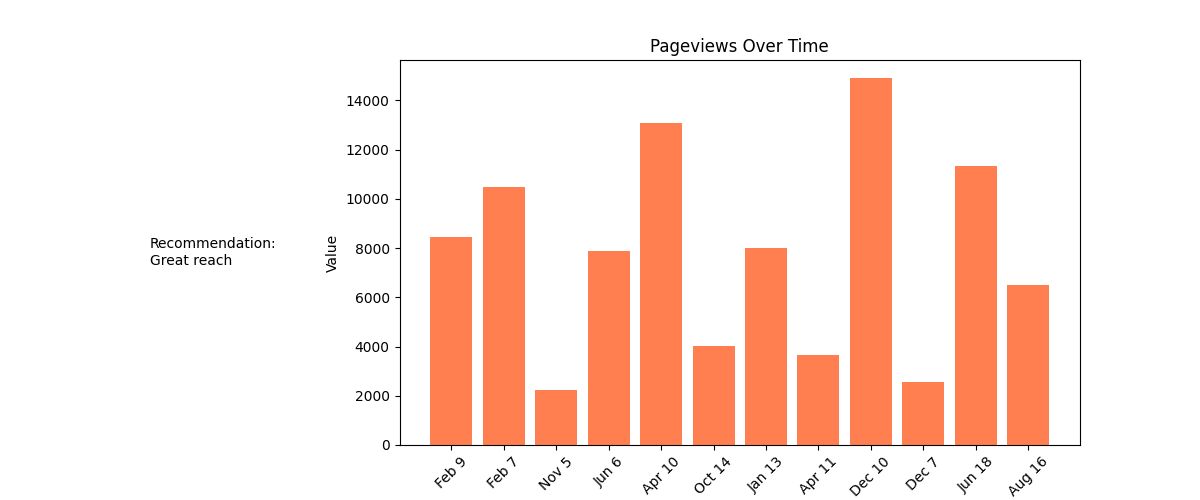 Pageviews Over Time
Recommendation:
Great reach
Value
14000
12000
10000
8000
6000
4000
2000
0
Feb 9
Feb 7
Nov 5
Jun 6
Apr 10
Oct 14
Jan 13
Apr 11
Dec 10
Dec 7
Jun 18
Aug 16